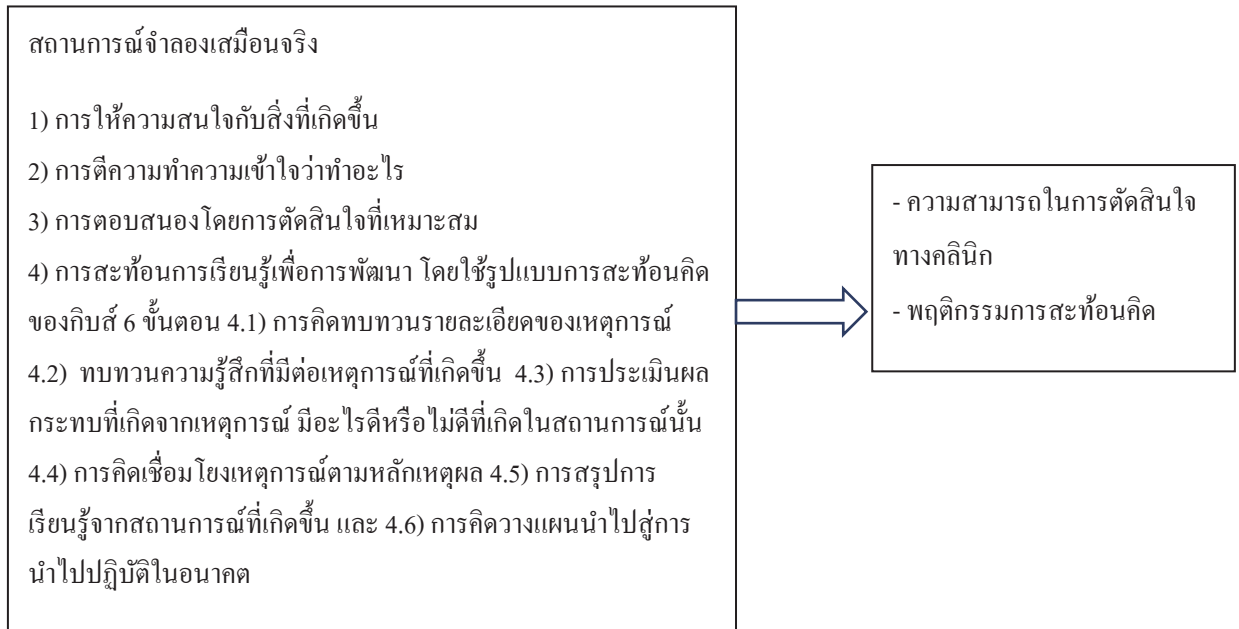 สถานการณ์จำลองเสมือนจริง
1) การให้ความสนใจกับสิ่งที่เกิดขึ้น
2) การตีความทำความเข้าใจว่าทำอะไร
3) การตอบสนองโดยการตัดสินใจที่เหมาะสม
4) การสะท้อนการเรียนรู้เพื่อการพัฒนา โดยใช้รูปแบบการสะท้อนคิด
ของกิบส์ 6 ขั้นตอน 4.1) การคิดทบทวนรายละเอียดของเหตุการณ์
4.2) ทบทวนความรู้สึกที่มีต่อเหตุการณ์ที่เกิดขึ้น 4.3) การประเมินผล
กระทบที่เกิดจากเหตุการณ์ มีอะไรดีหรือไม่ดีที่เกิดในสถานการณ์นั้น
4.4) การคิดเชื่อมโยงเหตุการณ์ตามหลักเหตุผล 4.5) การสรุปการ
เรียนรู้จากสถานการณ์ที่เกิดขึ้น และ 4.6) การคิดวางแผนนำไปสู่การ
นำไปปฏิบัติในอนาคต
- ความสามารถในการตัดสินใจ
ทางคลินิก
- พฤติกรรมการสะท้อนคิด